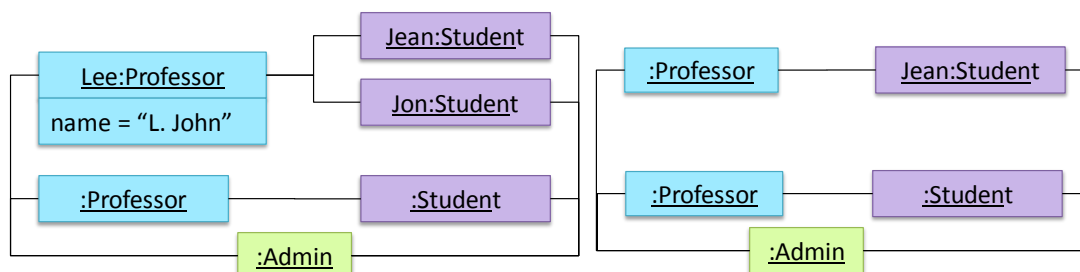 Jean:Student
Lee:Professor
Jon:Student
name = “L. John”
:Professor
:Student
:Admin
:Professor
Jean:Student
:Professor
:Student
:Admin